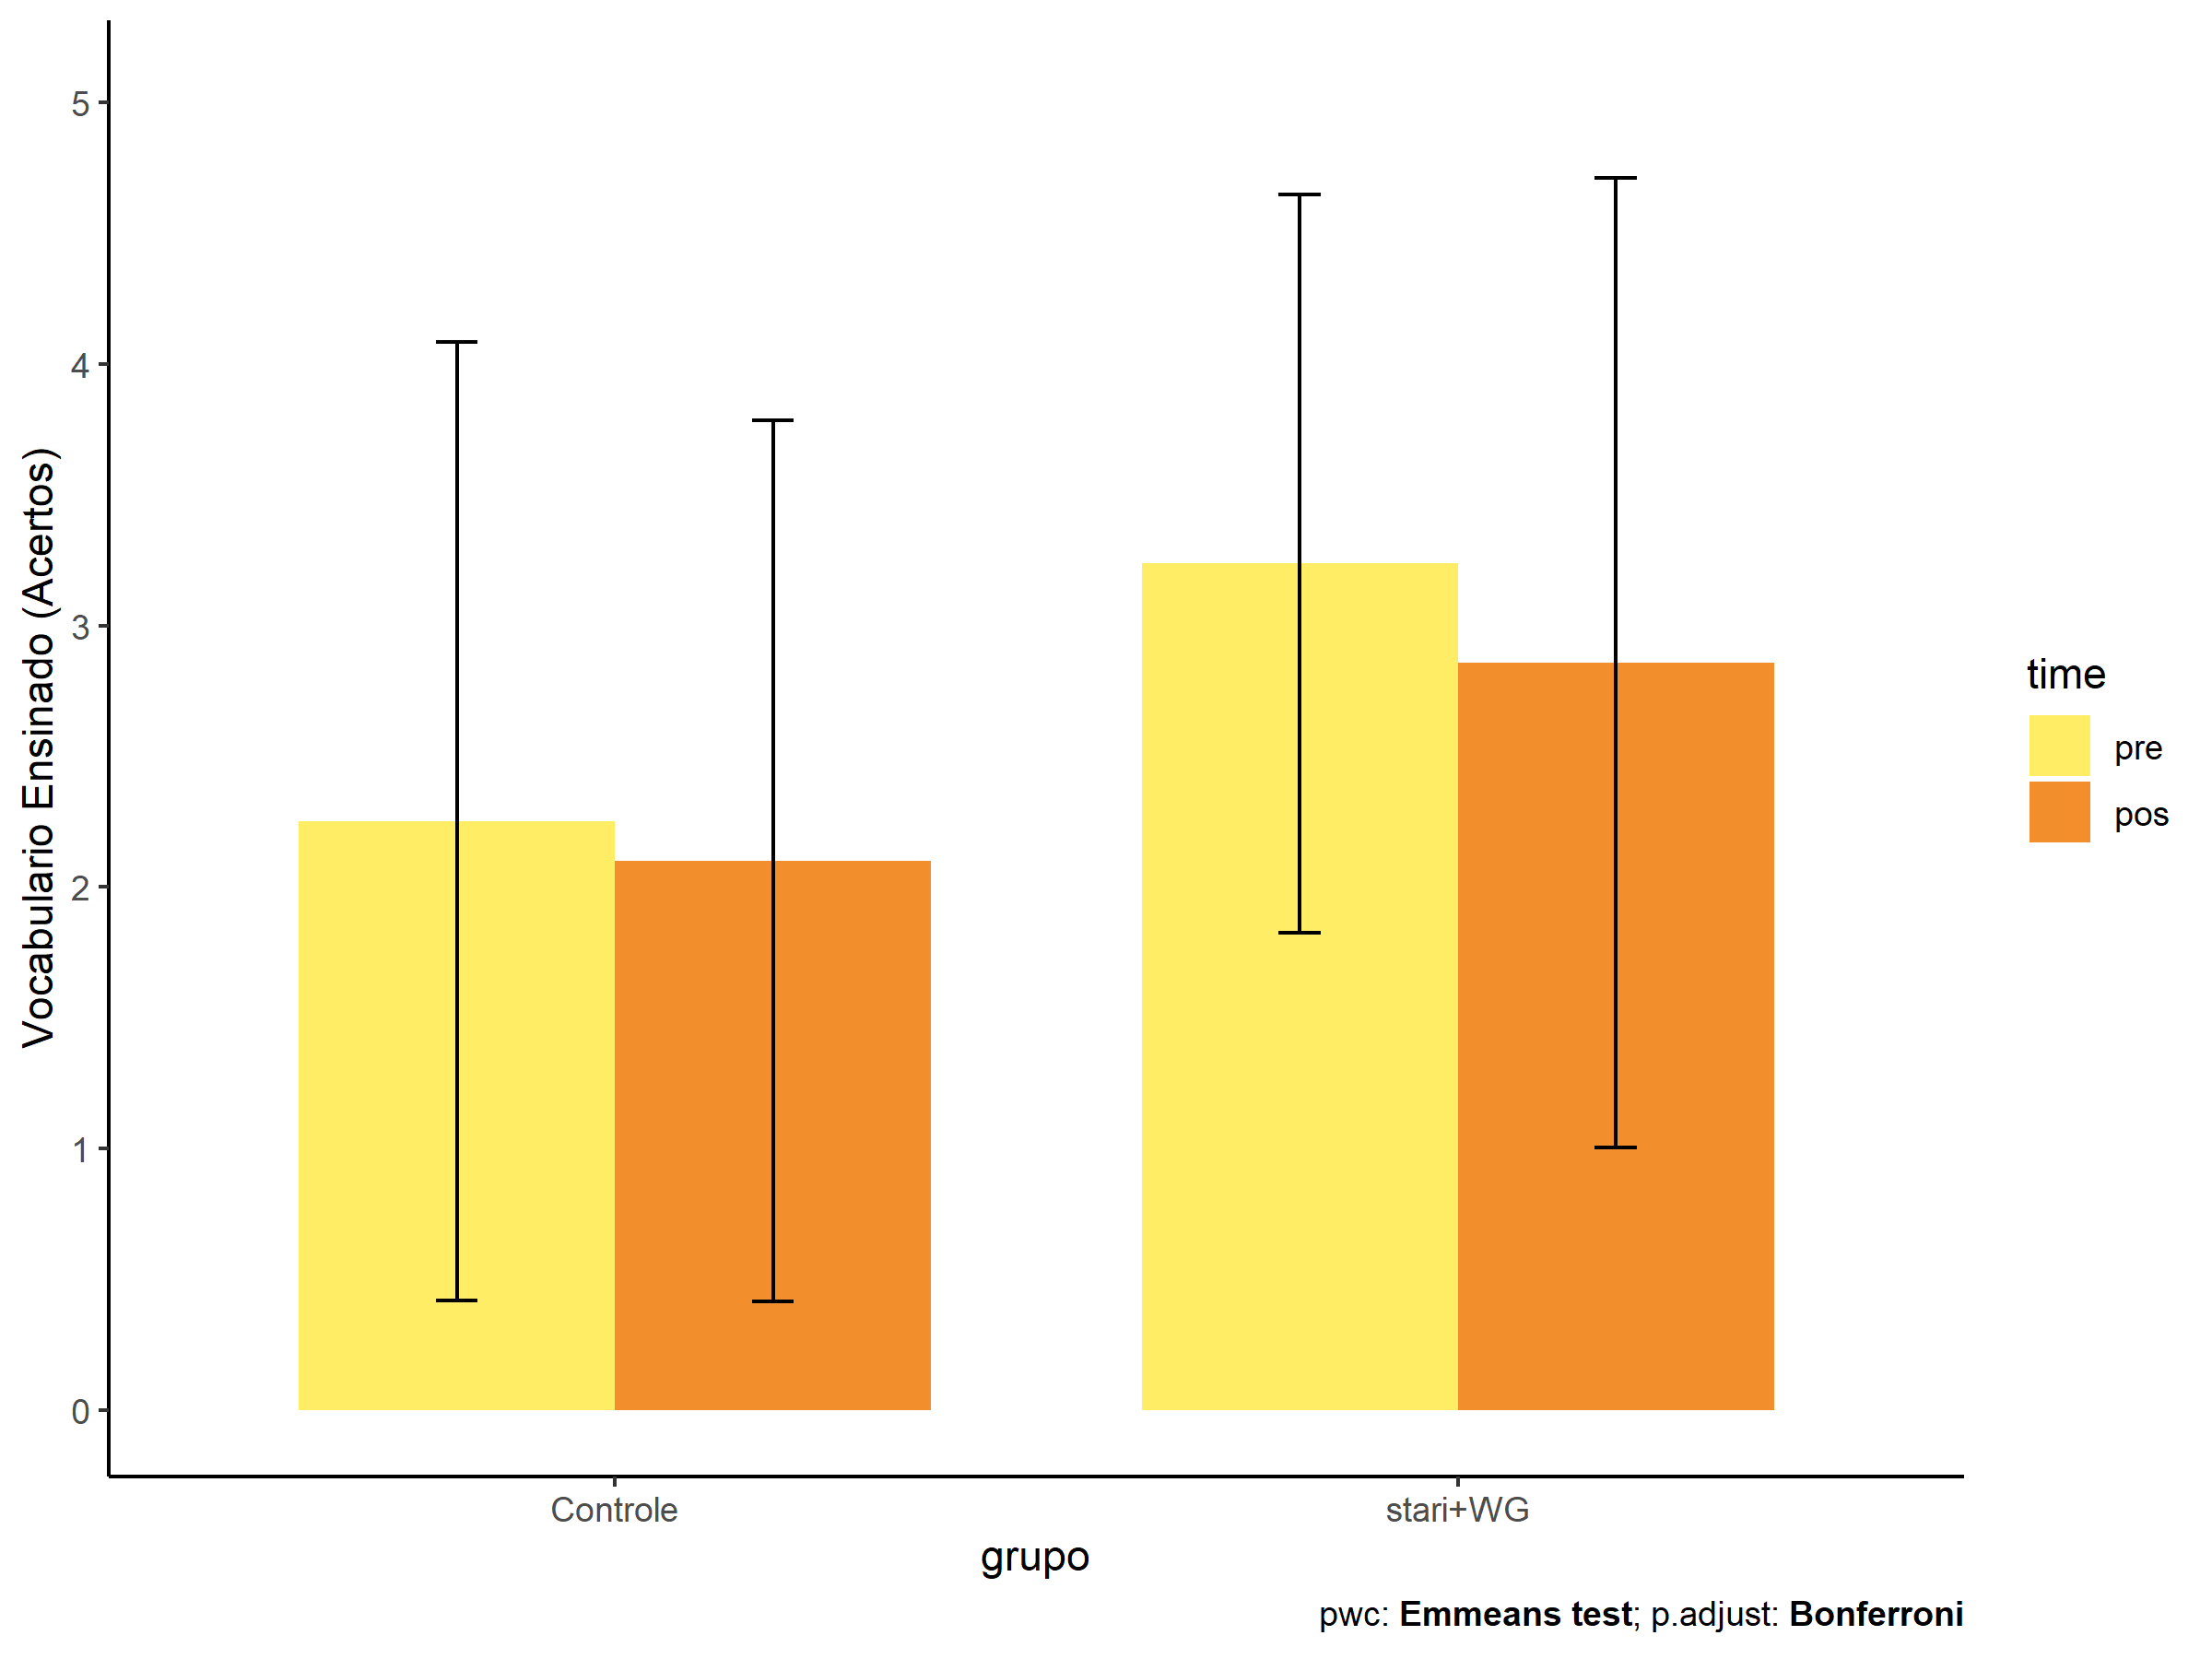 Vocabulario Ensinado (Acertos)
5
4
3
2
1
0
Controle
stari+WG
grupo
time
pre
pos
pwc: Emmeans test; p.adjust: Bonferroni